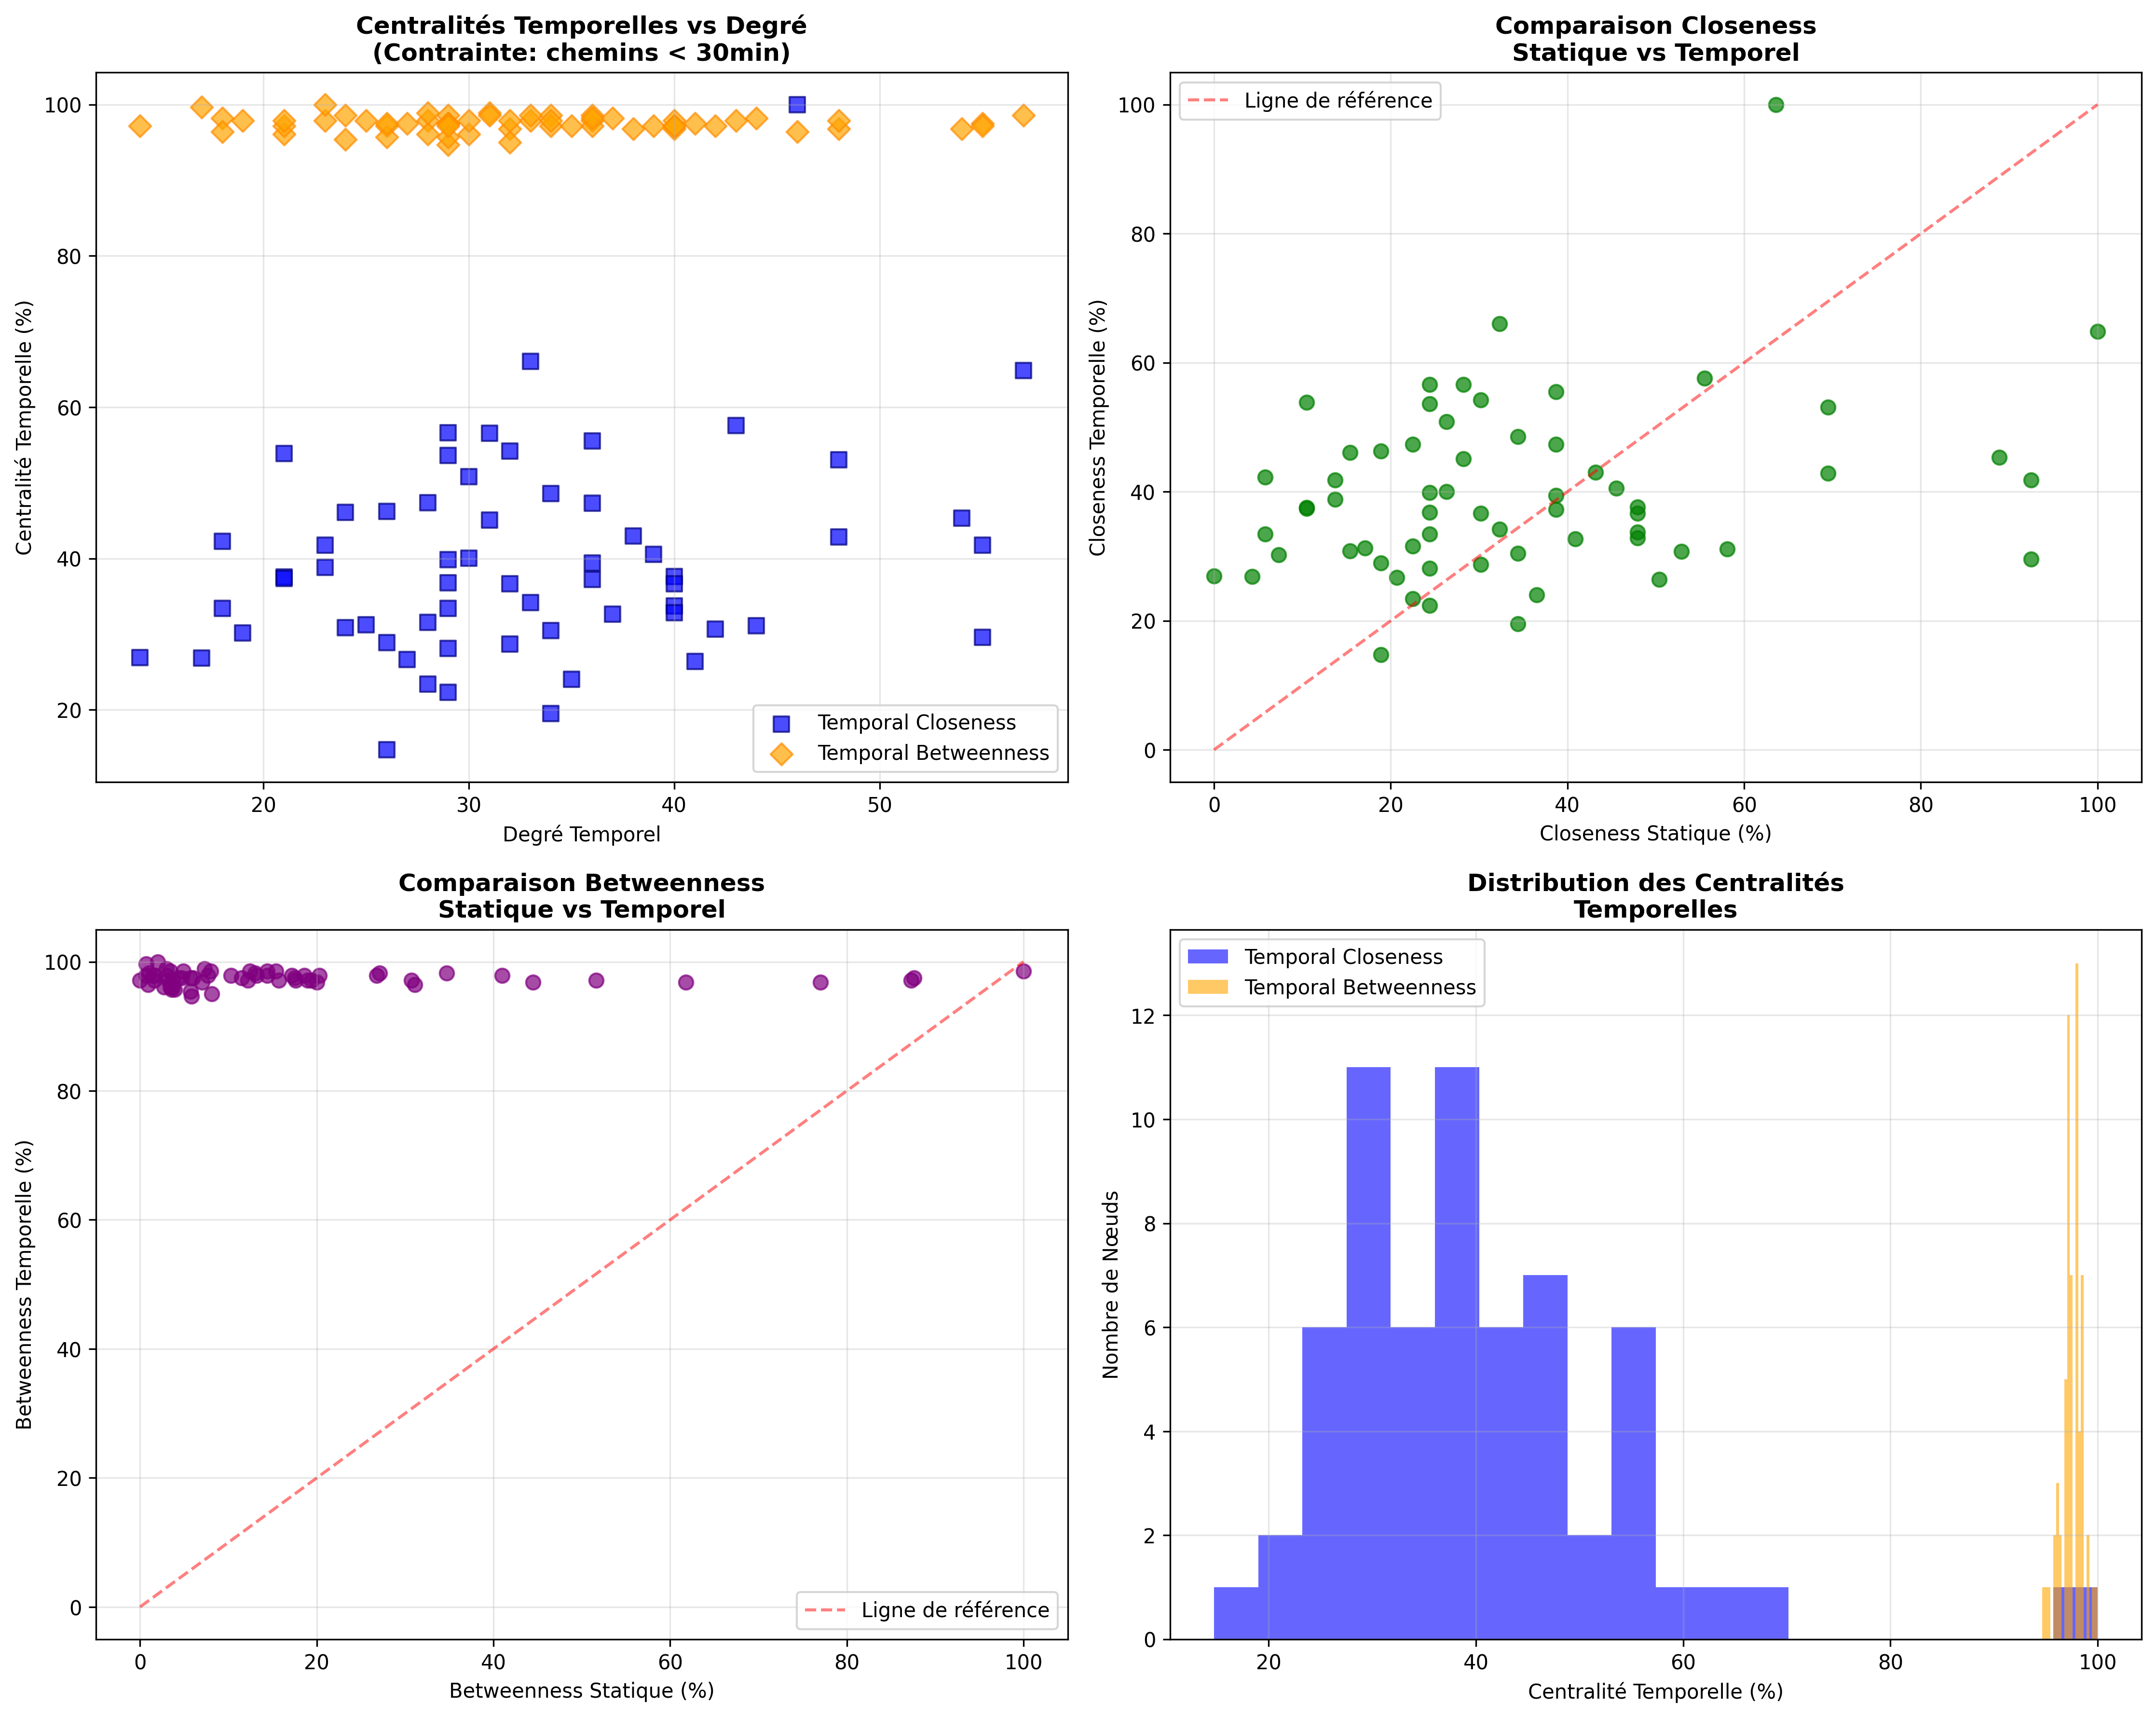 Centralités Temporelles vs Degré
(Contrainte: chemins < 30min)
Centralité Temporelle (%)
100
80
60
40
20
Temporal Closeness
Temporal Betweenness
20 30 40 50
Degré Temporel
Comparaison Closeness
Statique vs Temporel
Closeness Temporelle (%)
Ligne de référence
100
80
60
40
20
0
0 20 40 60 80 100
Closeness Statique (%)
Comparaison Betweenness
Statique vs Temporel
Betweenness Temporelle (%)
100
80
60
40
20
0
Ligne de référence
0 20 40 60 80 100
Betweenness Statique (%)
Distribution des Centralités
Temporelles
Nombre de Nœuds
Temporal Closeness
Temporal Betweenness
12
10
8
6
4
2
0
20 40 60 80 100
Centralité Temporelle (%)